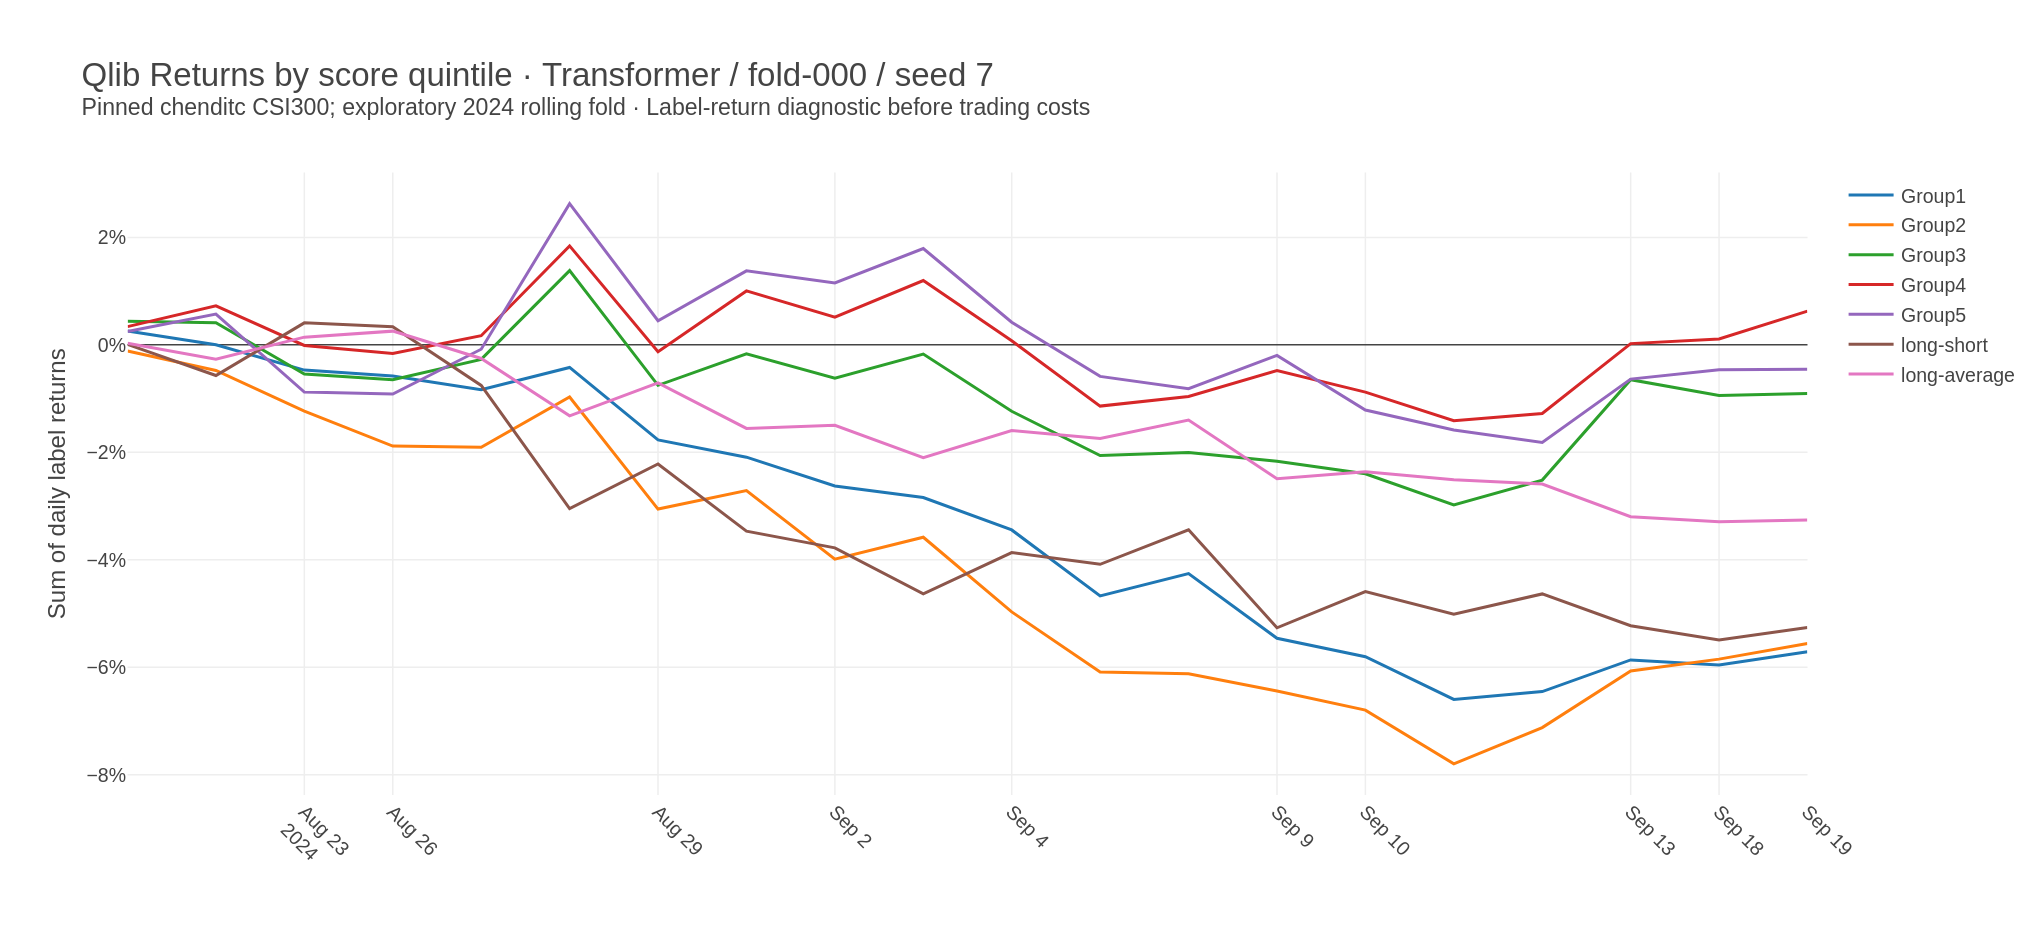 Qlib Returns by score quintile · Transformer / fold-000 / seed 7
Pinned chenditc CSI300; exploratory 2024 rolling fold · Label-return diagnostic before trading costs
Sum of daily label returns
2%
0%
−2%
−4%
−6%
−8%
Aug 23
2024
Aug 26
Aug 29
Sep 2
Sep 4
Sep 9
Sep 10
Sep 13
Sep 18
Sep 19
Group1
Group2
Group3
Group4
Group5
long-short
long-average